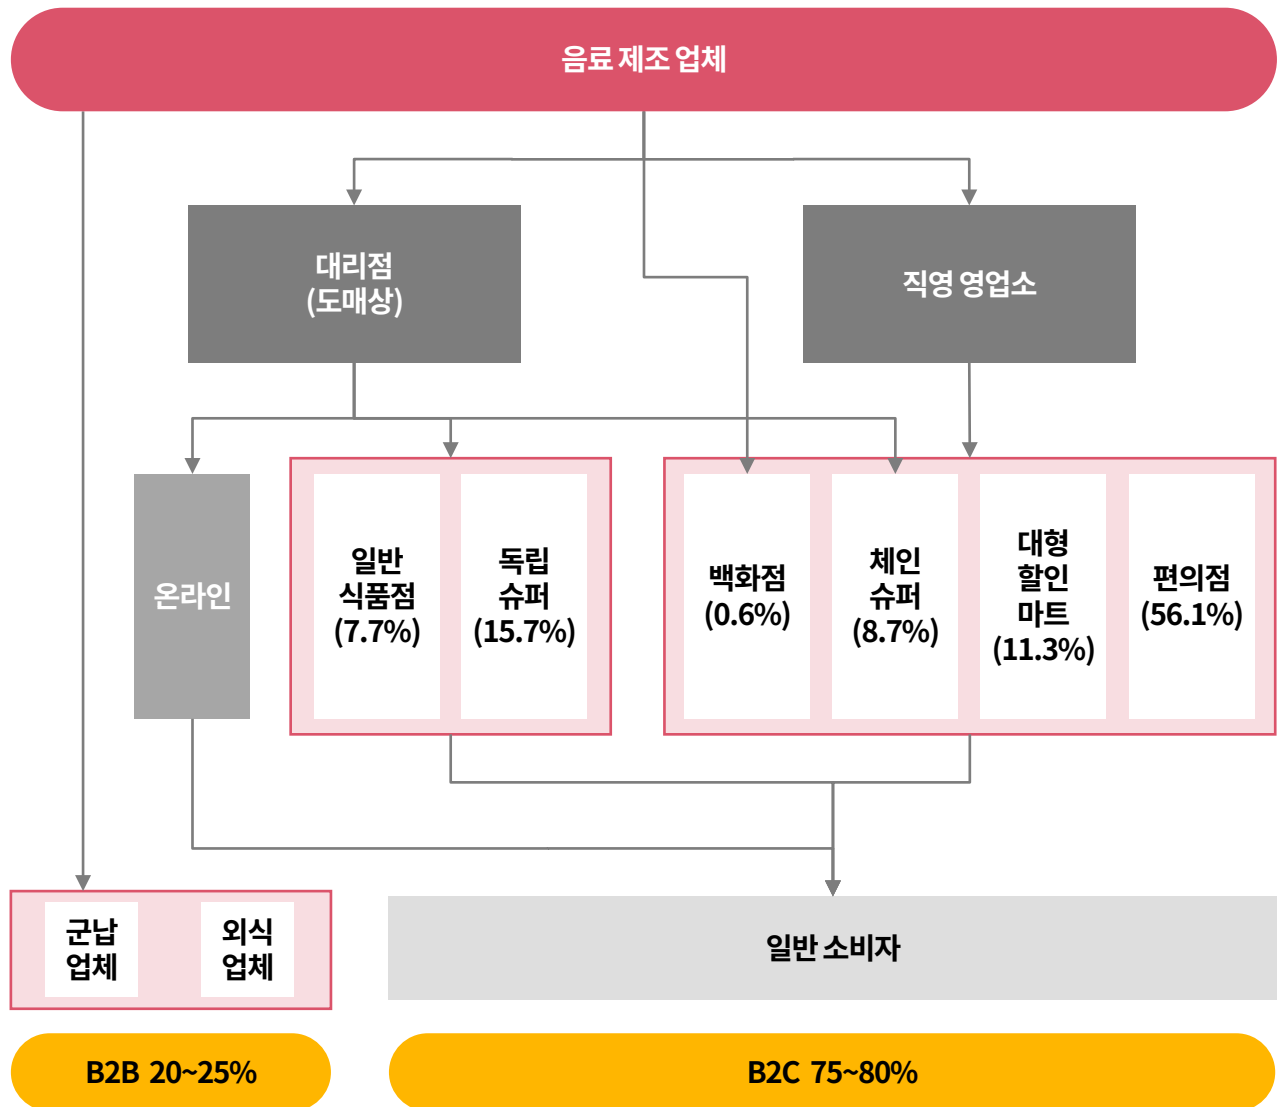 음료 제조 업체
대리점
(도매상)
직영 영업소
온라인
일반
식품점
(7.7%)
독립
슈퍼
(15.7%)
백화점
(0.6%)
체인
슈퍼
(8.7%)
대형
할인
마트
(11.3%)
편의점
(56.1%)
군납
업체
외식
업체
일반 소비자
B2B 20~25%
B2C 75~80%